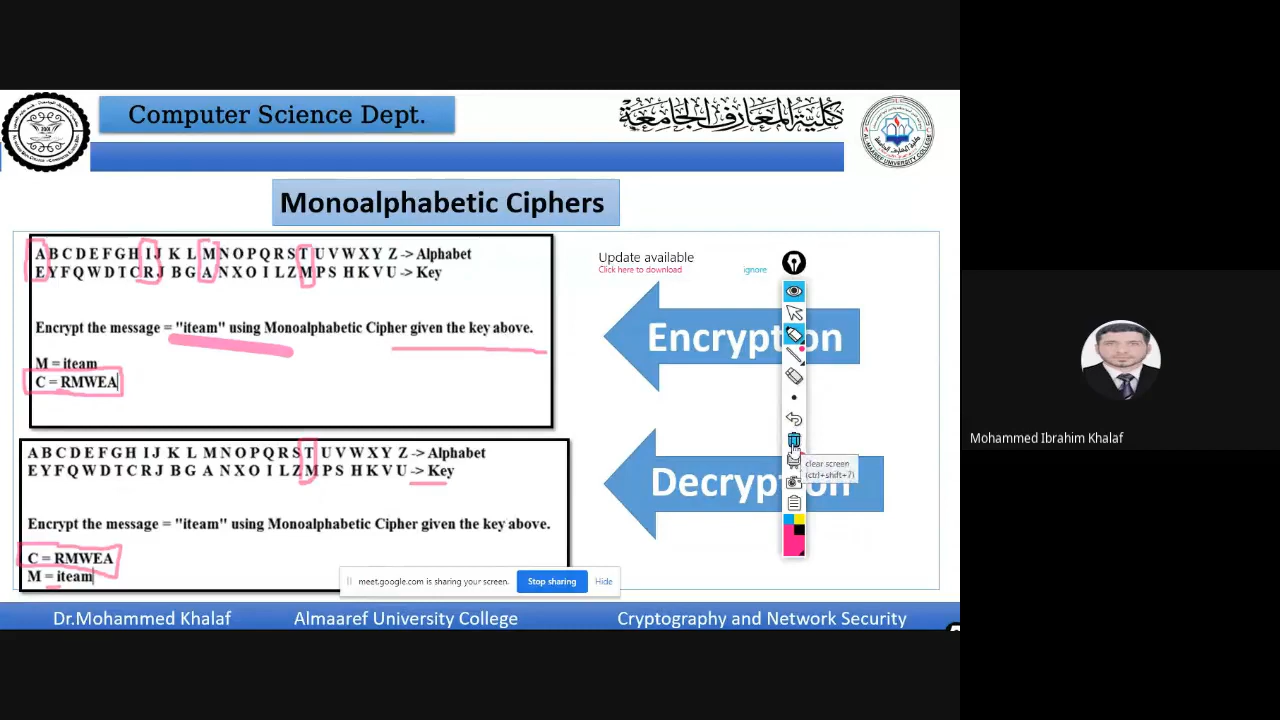 Computer Science Dept.
كلية المعارف الجامعة
Monoalphabetic Ciphers
A B C D E F G H I J K L M N O P Q R S T U V W X Y Z -> Alphabet
E Y F Q W D T C R J B G A N X O I L Z M P S H K V U -> Key
Encrypt the message = "iteam" using Monoalphabetic Cipher given the key above.
M = iteam
C = RMWEA
Update available
Click here to download ignore
Encryption
A B C D E F G H I J K L M N O P Q R S T U V W X Y Z -> Alphabet
E Y F Q W D T C R J B G A N X O I L Z M P S H K V U -> Key
Encrypt the message = "iteam" using Monoalphabetic Cipher given the key above.
C = RMWEA
M = iteam
Decryption
clear screen
(ctrl+shift+7)
meet.google.com is sharing your screen. Stop sharing Hide
Dr.Mohammed Khalaf Almaaref University College Cryptography and Network Security
Mohammed Ibrahim Khalaf